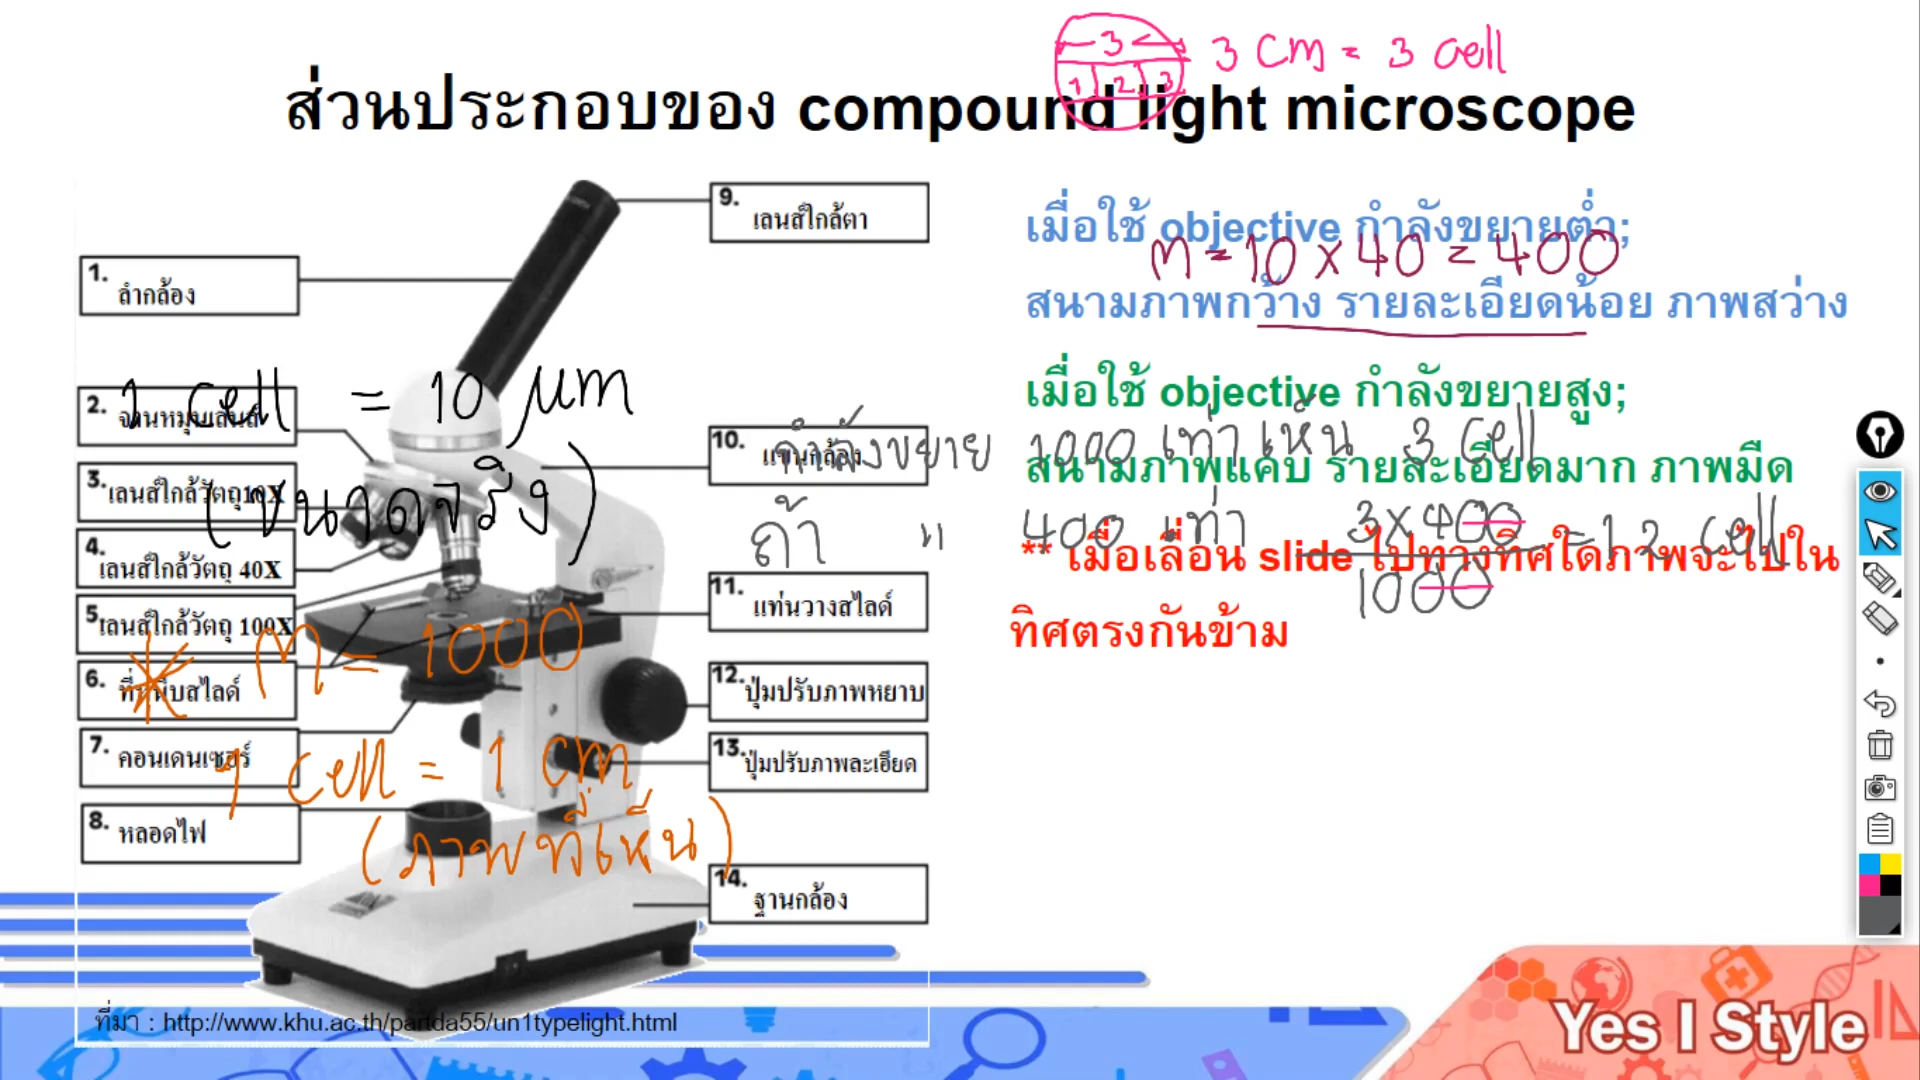 3 cm = 3 cell
3
1 2 3
ส่วนประกอบของ compound light microscope
9. เลนส์ใกล้ตา
1. ลำกล้อง
2. จานหมุนเลนส์
3. เลนส์ใกล้วัตถุ10X
4. เลนส์ใกล้วัตถุ 40X
5. เลนส์ใกล้วัตถุ 100X
6. ที่หนีบสไลด์
7. คอนเดนเซอร์
8. หลอดไฟ
10. แขนกล้อง
11. แท่นวางสไลด์
12. ปุ่มปรับภาพหยาบ
13. ปุ่มปรับภาพละเอียด
14. ฐานกล้อง
1 cell = 10 µm
(ขนาดจริง)
M = 1000
1 cell = 1 cm
(ภาพที่เห็น)
เมื่อใช้ objective กำลังขยายต่ำ;
M = 10 × 40 = 400
สนามภาพกว้าง รายละเอียดน้อย ภาพสว่าง
เมื่อใช้ objective กำลังขยายสูง;
กำลังขยาย 1000 เท่า เห็น 3 cell
สนามภาพแคบ รายละเอียดมาก ภาพมืด
ถ้า " 400 เท่า 3×400 = 1 2 cell
1000
** เมื่อเลื่อน slide ไปทางทิศใดภาพจะไปใน
ทิศตรงกันข้าม
ที่มา : http://www.khu.ac.th/partda55/un1typelight.html
Yes I Style